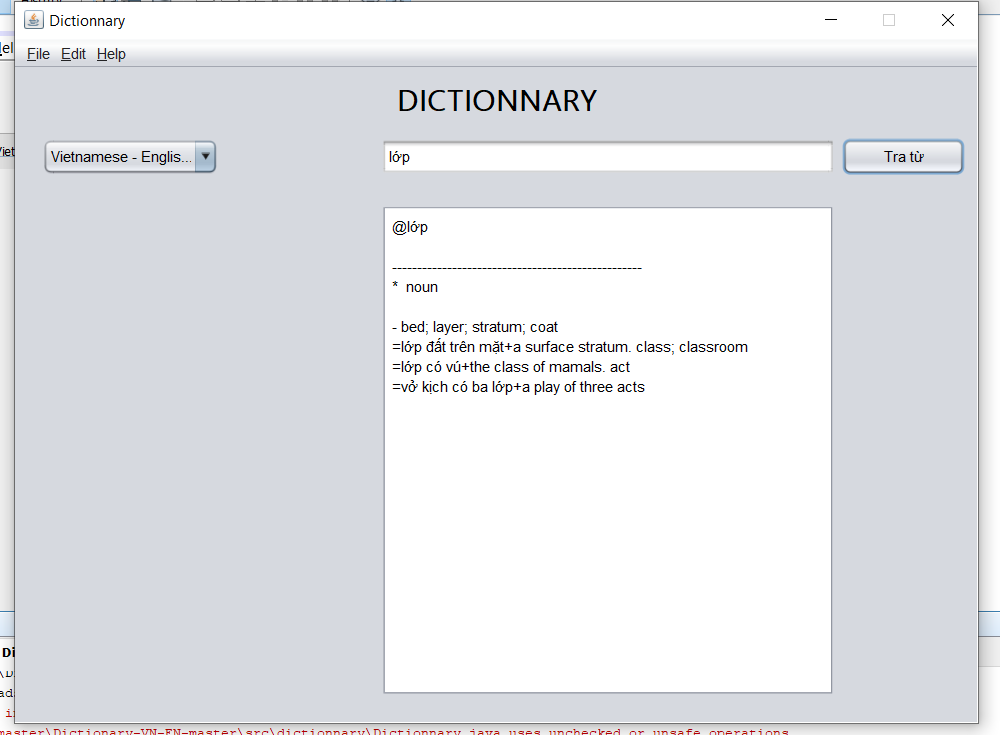 Dictionnary
File Edit Help
DICTIONNARY
Vietnamese - Englis... lớp Tra từ
@lớp
--------------------------------------------------
* noun
- bed; layer; stratum; coat
=lớp đất trên mặt+a surface stratum. class; classroom
=lớp có vú+the class of mamals. act
=vở kịch có ba lớp+a play of three acts
master\Dictionary-VN-EN-master\src\dictionary\Dictionnary.java uses unchecked or unsafe operations.